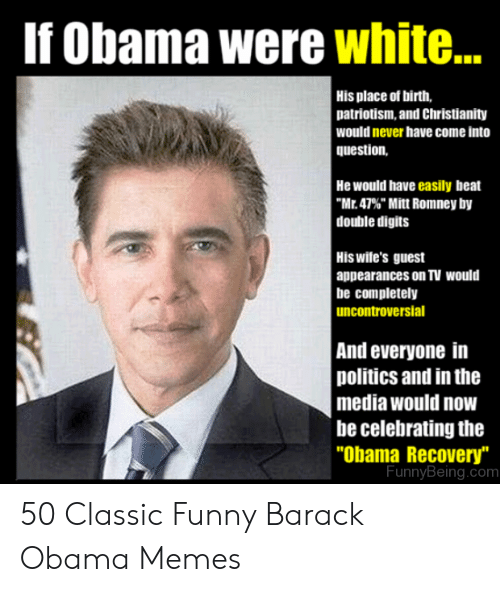 If Obama were white...
His place of birth,
patriotism, and Christianity
would never have come into
question,
He would have easily beat
"Mr. 47%" Mitt Romney by
double digits
His wife's guest
appearances on TV would
be completely
uncontroversial
And everyone in
politics and in the
media would now
be celebrating the
"Obama Recovery"
FunnyBeing.com
50 Classic Funny Barack
Obama Memes